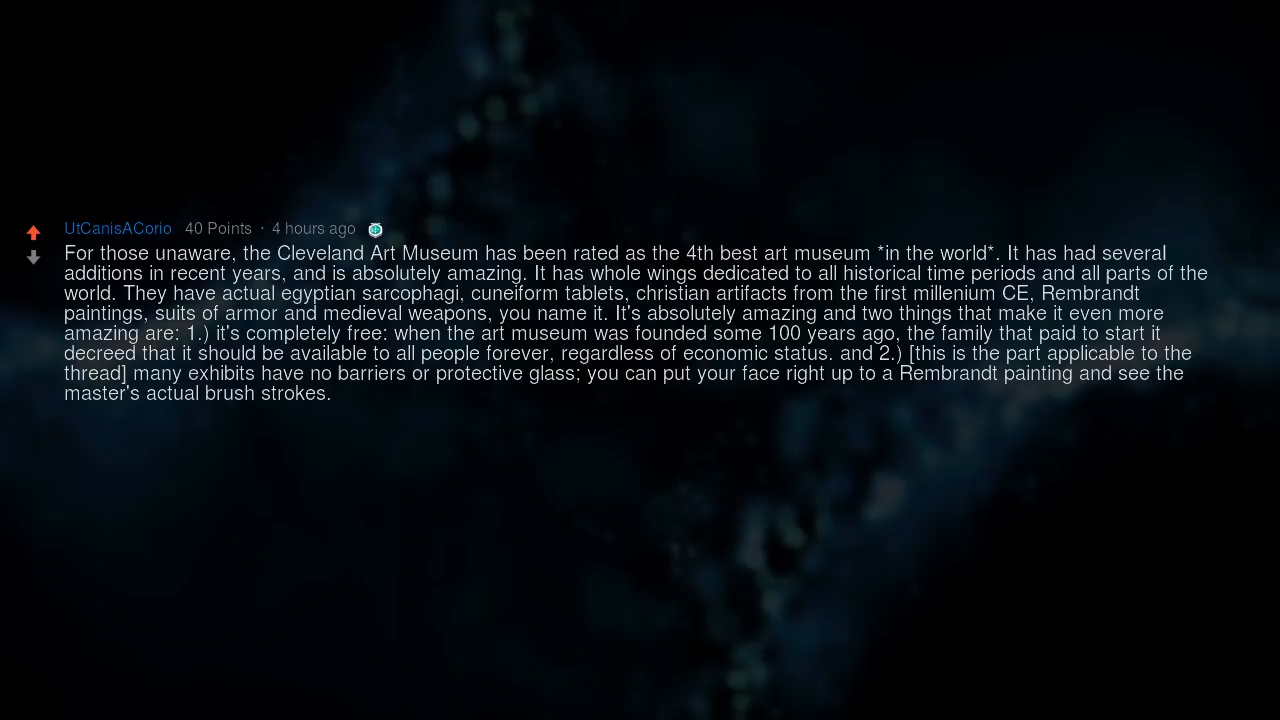 UtCanisACorio 40 Points · 4 hours ago
For those unaware, the Cleveland Art Museum has been rated as the 4th best art museum *in the world*. It has had several
additions in recent years, and is absolutely amazing. It has whole wings dedicated to all historical time periods and all parts of the
world. They have actual egyptian sarcophagi, cuneiform tablets, christian artifacts from the first millenium CE, Rembrandt
paintings, suits of armor and medieval weapons, you name it. It's absolutely amazing and two things that make it even more
amazing are: 1.) it's completely free: when the art museum was founded some 100 years ago, the family that paid to start it
decreed that it should be available to all people forever, regardless of economic status. and 2.) [this is the part applicable to the
thread] many exhibits have no barriers or protective glass; you can put your face right up to a Rembrandt painting and see the
master's actual brush strokes.